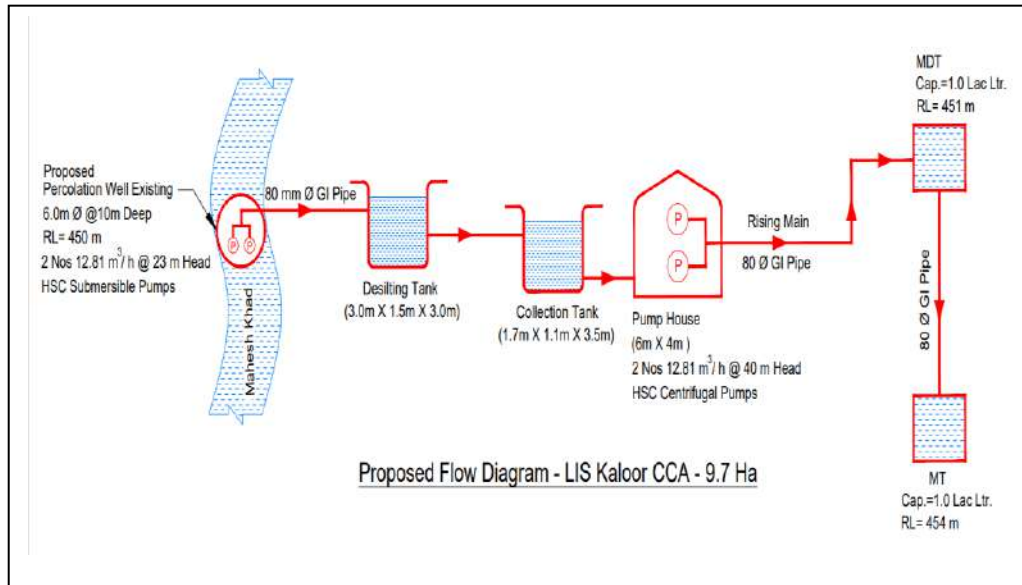 MDT
Cap.=1.0 Lac Ltr.
RL= 451 m
Proposed
Percolation Well Existing
6.0m Ø @10m Deep
RL= 450 m
2 Nos 12.81 m³/ h @ 23 m Head
HSC Submersible Pumps
80 mm Ø GI Pipe
P P
Mahesh Khad
Desilting Tank
(3.0m X 1.5m X 3.0m)
Collection Tank
(1.7m X 1.1m X 3.5m)
P
P
Pump House
(6m X 4m )
2 Nos 12.81 m³/ h @ 40 m Head
HSC Centrifugal Pumps
Rising Main
80 Ø GI Pipe
80 Ø GI Pipe
MT
Cap.=1.0 Lac Ltr.
RL= 454 m
Proposed Flow Diagram - LIS Kaloor CCA - 9.7 Ha